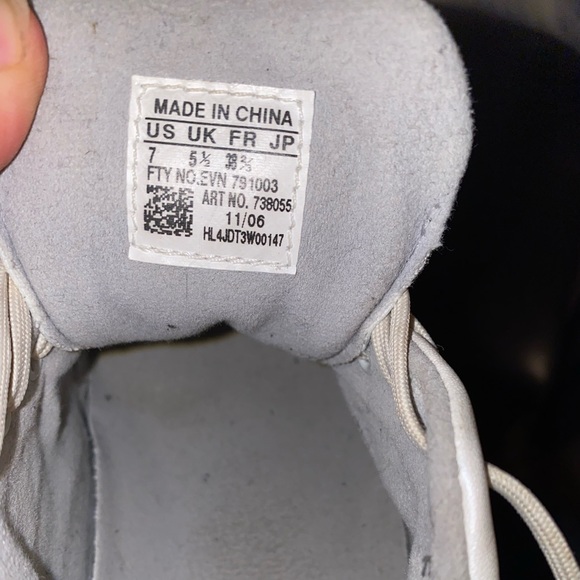 MADE IN CHINA
US UK FR JP
7 5½ 38⅔
FTY NO.EVN 791003
ART NO. 738055
11/06
HL4JDT3W00147